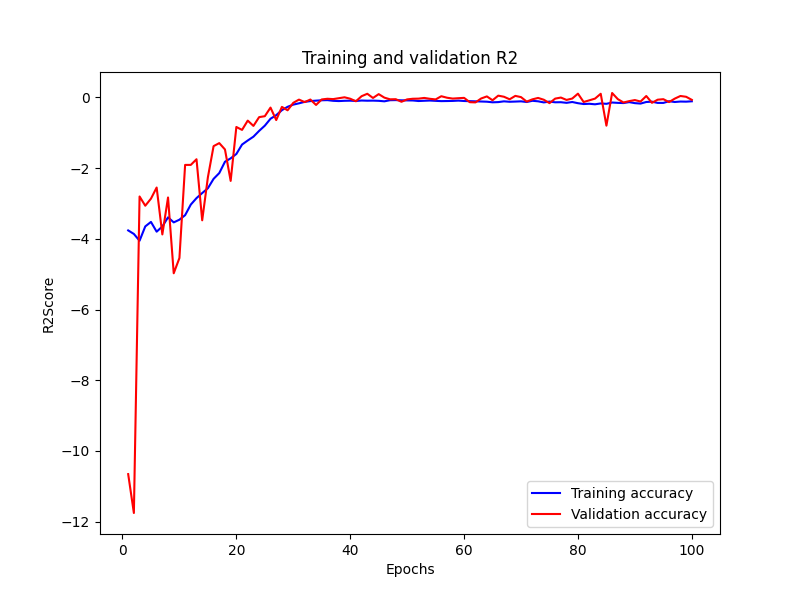 Training and validation R2
R2Score
0
−2
−4
−6
−8
−10
−12
0 20 40 60 80 100
Epochs
Training accuracy
Validation accuracy